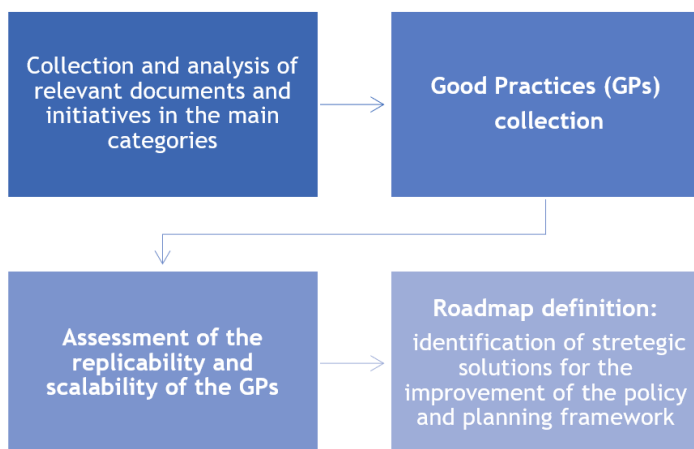 Collection and analysis of
relevant documents and
initiatives in the main
categories
Good Practices (GPs)
collection
Assessment of the
replicability and
scalability of the GPs
Roadmap definition:
identification of stretegic
solutions for the
improvement of the policy
and planning framework